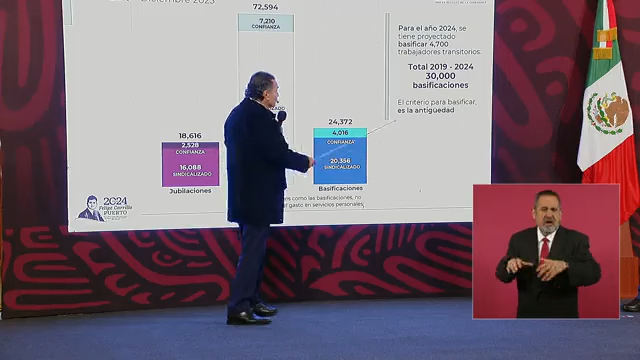 Diciembre 2023
72,594
7,210
CONFIANZA
Para el año 2024, se
tiene proyectado
basificar 4,700
trabajadores transitorios.
Total 2019 - 2024
30,000
basificaciones
El criterio para basificar,
es la antigüedad
18,616
2,528
CONFIANZA
16,088
SINDICALIZADO
Jubilaciones
24,372
4,016
CONFIANZA
20,356
SINDICALIZADO
Basificaciones
como las basificaciones, no
gasto en servicios personales
2024
Felipe Carrillo
PUERTO